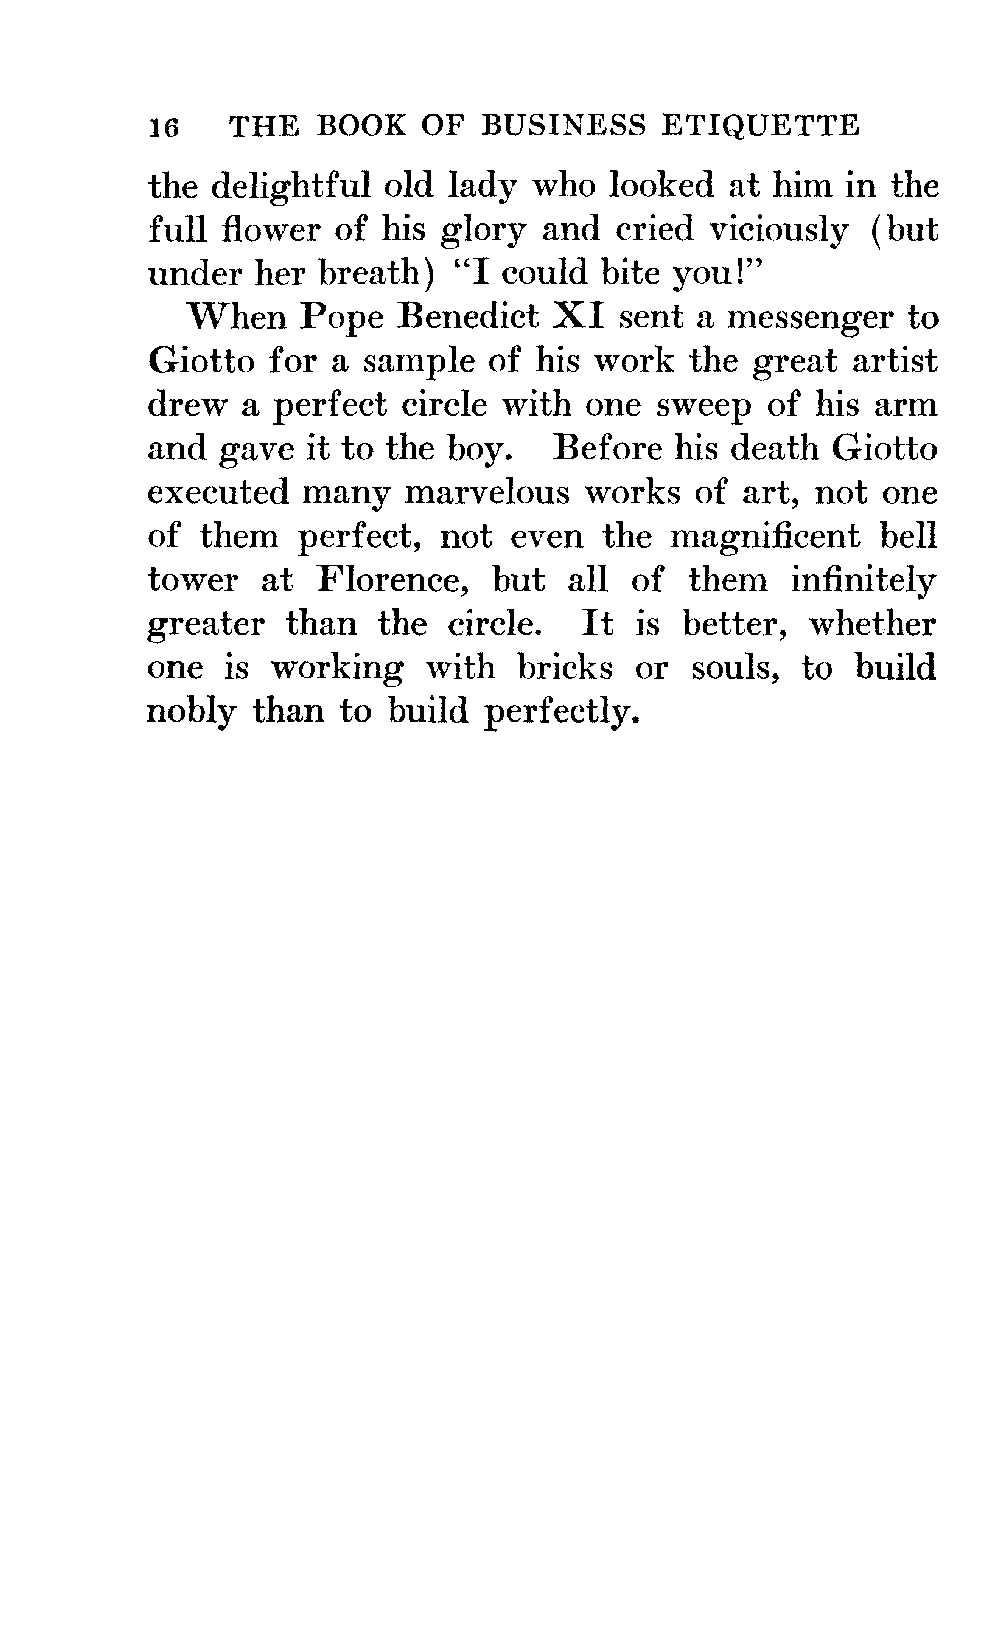 16 THE BOOK OF BUSINESS ETIQUETTE
the delightful old lady who looked at him in the
full flower of his glory and cried viciously (but
under her breath) “I could bite you!”
When Pope Benedict XI sent a messenger to
Giotto for a sample of his work the great artist
drew a perfect circle with one sweep of his arm
and gave it to the boy. Before his death Giotto
executed many marvelous works of art, not one
of them perfect, not even the magnificent bell
tower at Florence, but all of them infinitely
greater than the circle. It is better, whether
one is working with bricks or souls, to build
nobly than to build perfectly.